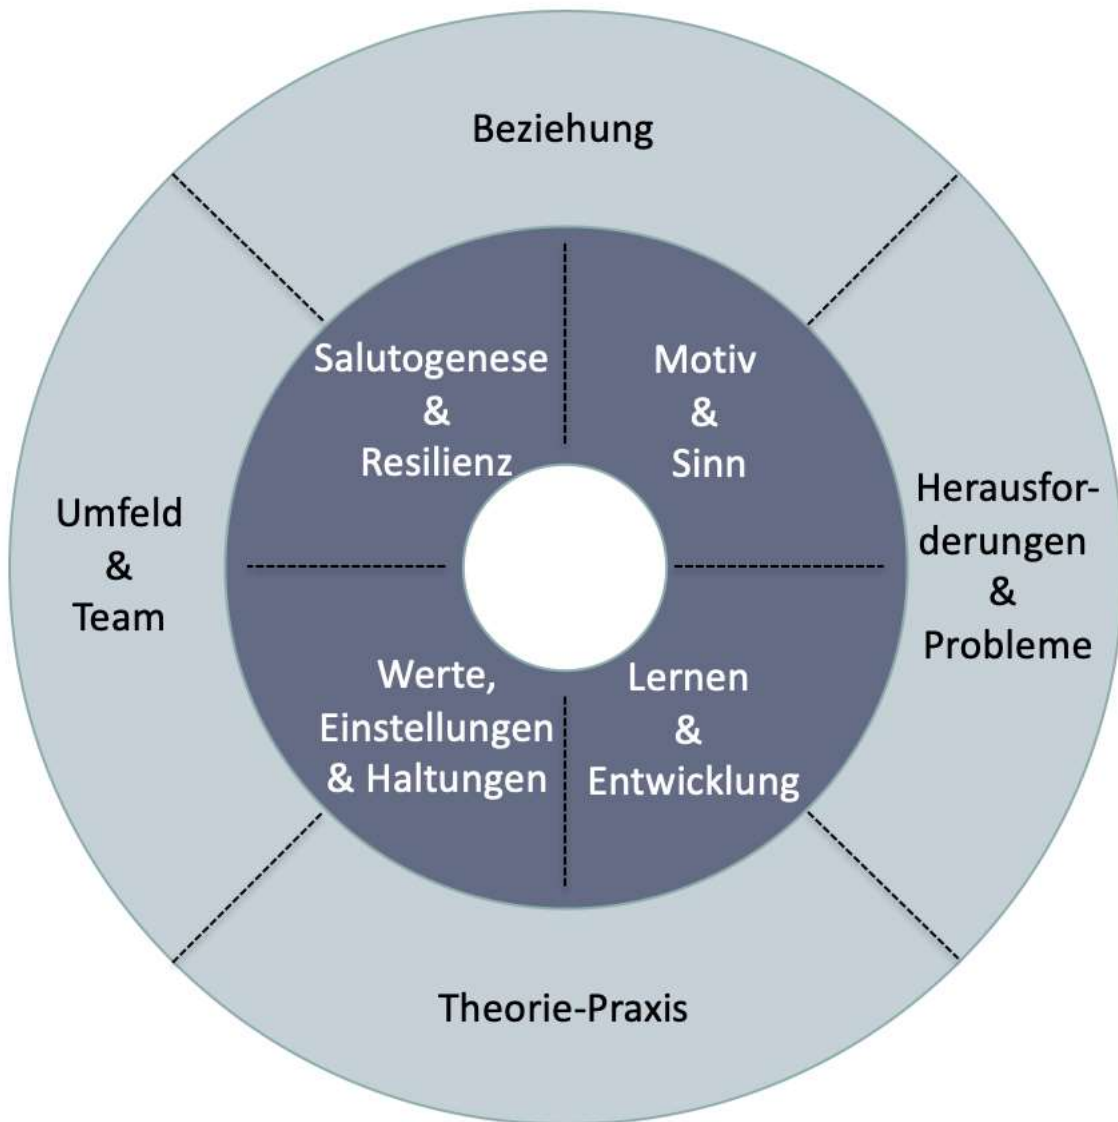 Beziehung
Salutogenese
&
Resilienz
Motiv
&
Sinn
Umfeld
&
Team
Herausfor-
derungen
&
Probleme
Werte,
Einstellungen
& Haltungen
Lernen
&
Entwicklung
Theorie-Praxis